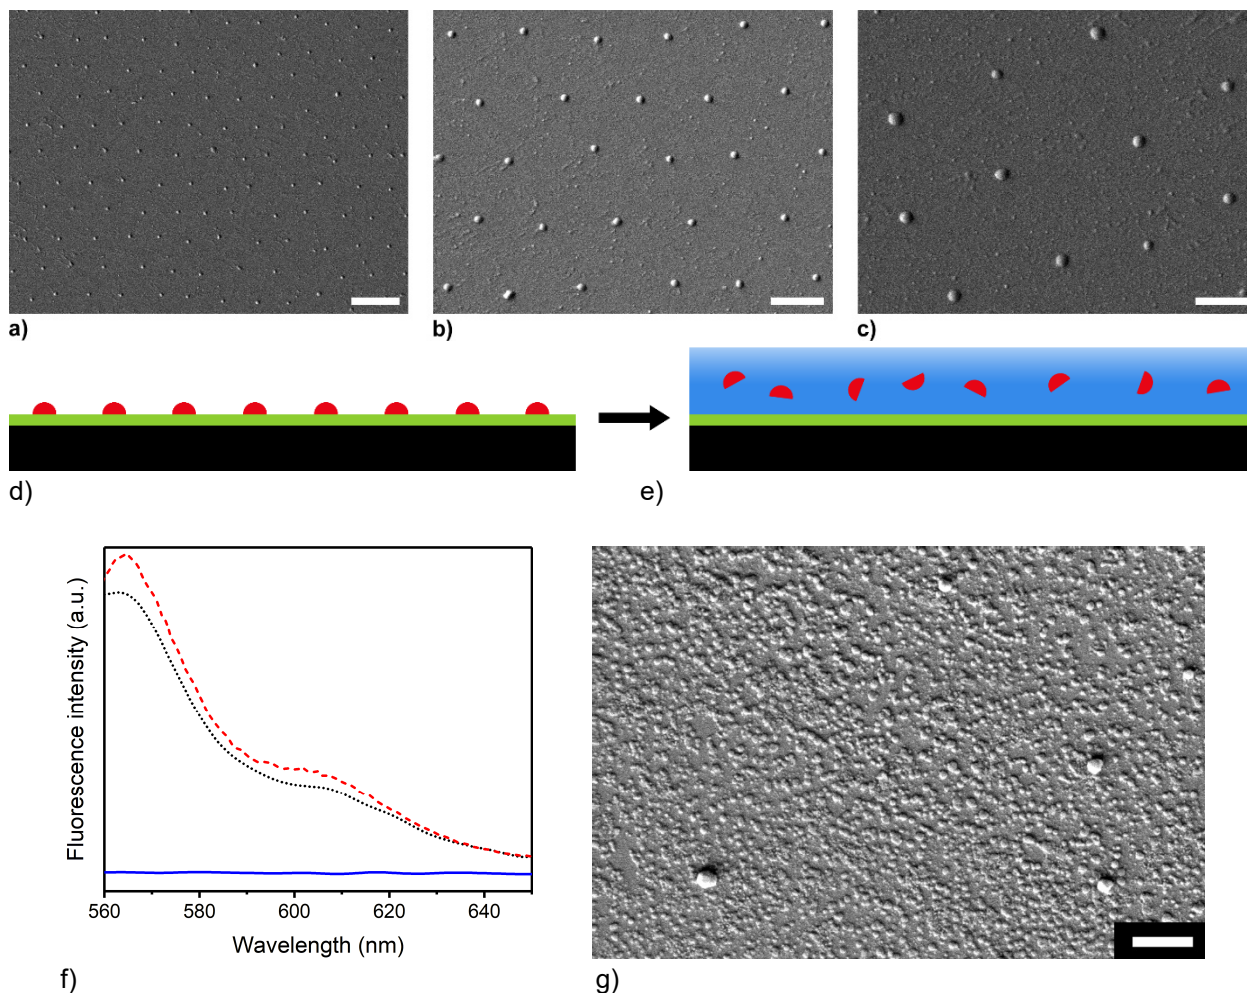 a)
b)
c)
d)
e)
Fluorescence intensity (a.u.)
560
580
600
620
640
Wavelength (nm)
f)
g)